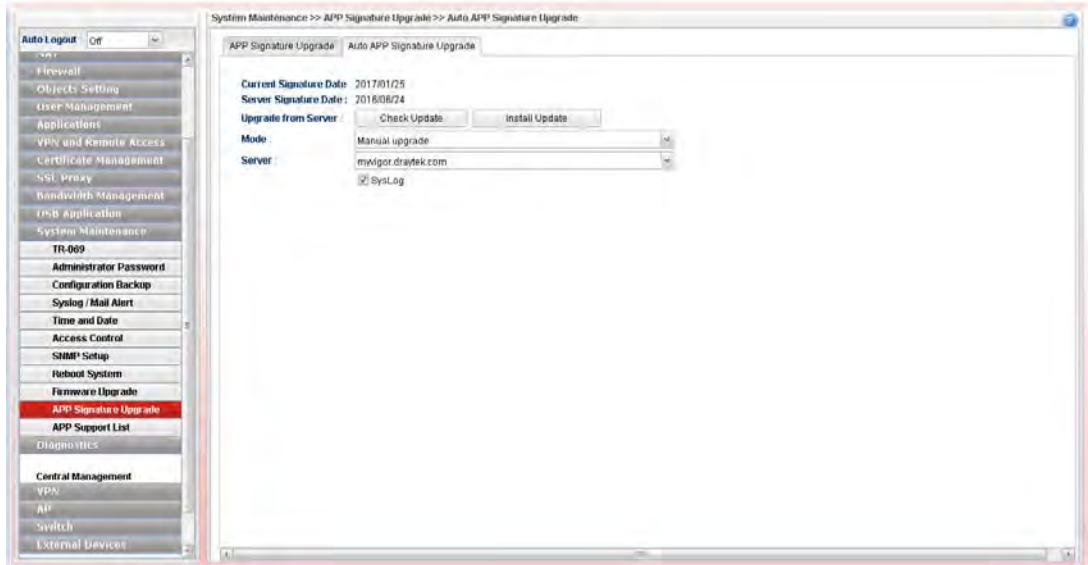 System Maintenance >> APP Signature Upgrade >> Auto APP Signature Upgrade
Auto Logout : Off
NAT
Firewall
Objects Setting
User Management
Applications
VPN and Remote Access
Certificate Management
SSL Proxy
Bandwidth Management
USB Application
System Maintenance
TR-069
Administrator Password
Configuration Backup
Syslog / Mail Alert
Time and Date
Access Control
SNMP Setup
Reboot System
Firmware Upgrade
APP Signature Upgrade
APP Support List
Diagnostics
Central Management
VPN
AP
Switch
External Devices
APP Signature Upgrade Auto APP Signature Upgrade
Current Signature Date 2017/01/25
Server Signature Date : 2016/06/24
Upgrade from Server : Check Update Install Update
Mode : Manual upgrade
Server : myvigor.draytek.com
SysLog